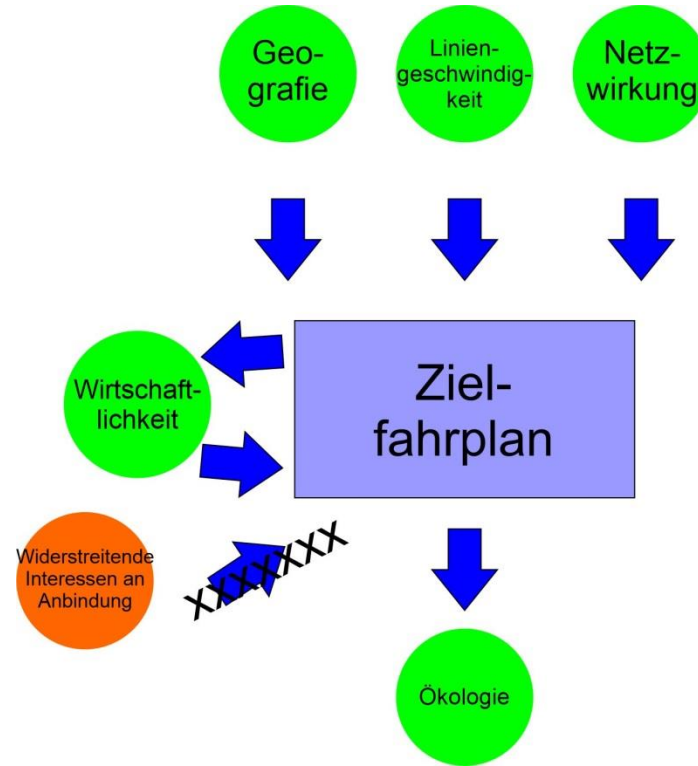 Geo-
grafie
Linien-
geschwindig-
keit
Netz-
wirkung
Wirtschaft-
lichkeit
Ziel-
fahrplan
Widerstreitende
Interessen an
Anbindung
XXXXXXX
Ökologie